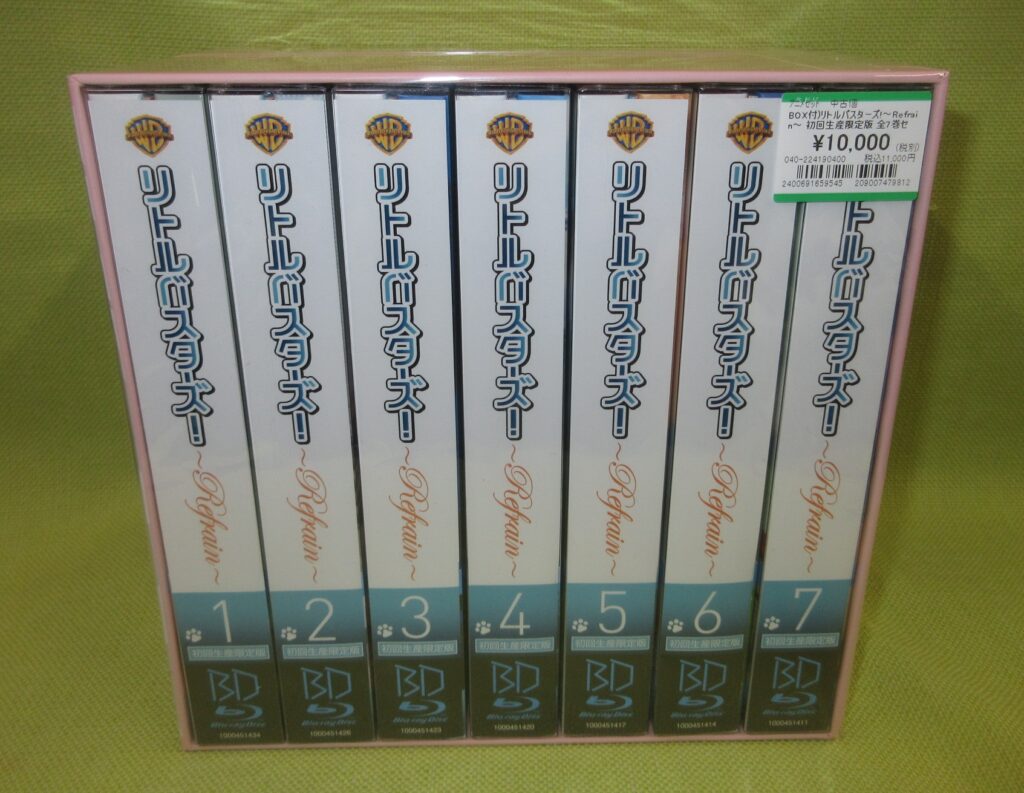 アニメセット 中古価
BOX付)リトルバスターズ!～Refrai
n～ 初回生産限定版 全7巻セ
¥10,000 (税別)
040-224190400 税込11,000円
2400691659545 209007479812
リトルバスターズ!
～Refrain～
1
初回生産限定版
BD
Blu-ray Disc
1000451434
リトルバスターズ!
～Refrain～
2
初回生産限定版
BD
Blu-ray Disc
1000451426
リトルバスターズ!
～Refrain～
3
初回生産限定版
BD
Blu-ray Disc
1000451423
リトルバスターズ!
～Refrain～
4
初回生産限定版
BD
Blu-ray Disc
1000451420
リトルバスターズ!
～Refrain～
5
初回生産限定版
BD
Blu-ray Disc
1000451417
リトルバスターズ!
～Refrain～
6
初回生産限定版
BD
Blu-ray Disc
1000451414
トルバスターズ!
～Refrain～
7
初回生産限定版
BD
Blu-ray Disc
1000451411